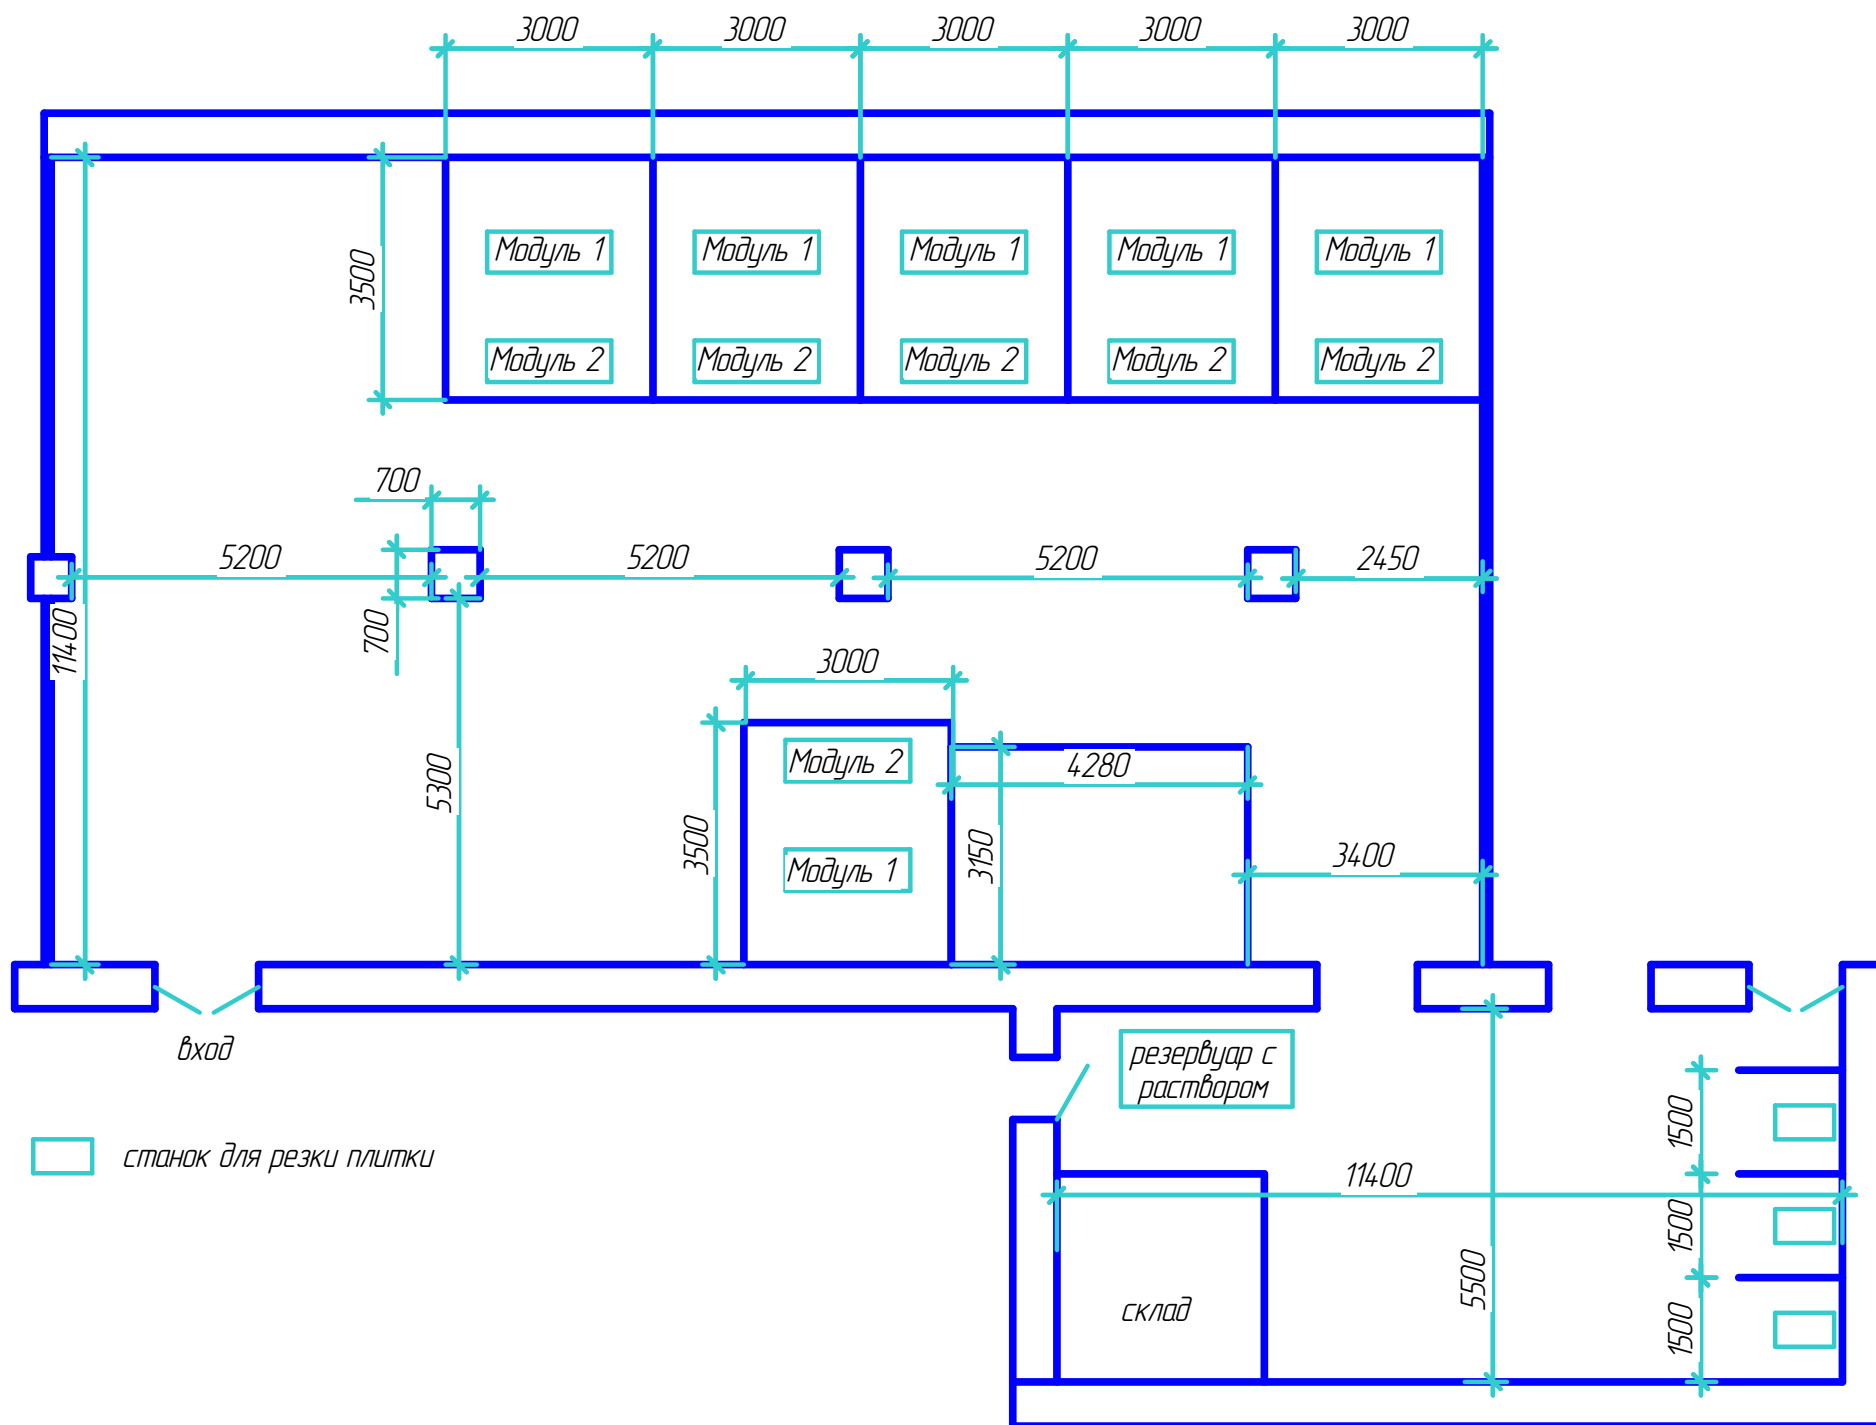 3000
3000
3000
3000
3000
Модуль 1
Модуль 1
Модуль 1
Модуль 1
Модуль 1
3500
Модуль 2
Модуль 2
Модуль 2
Модуль 2
Модуль 2
700
5200
5200
5200
2450
700
11400
3000
5300
Модуль 2
4280
3500
Модуль 1
3150
3400
вход
резервуар с
раствором
станок для резки плитки
1500
11400
1500
5500
склад
1500